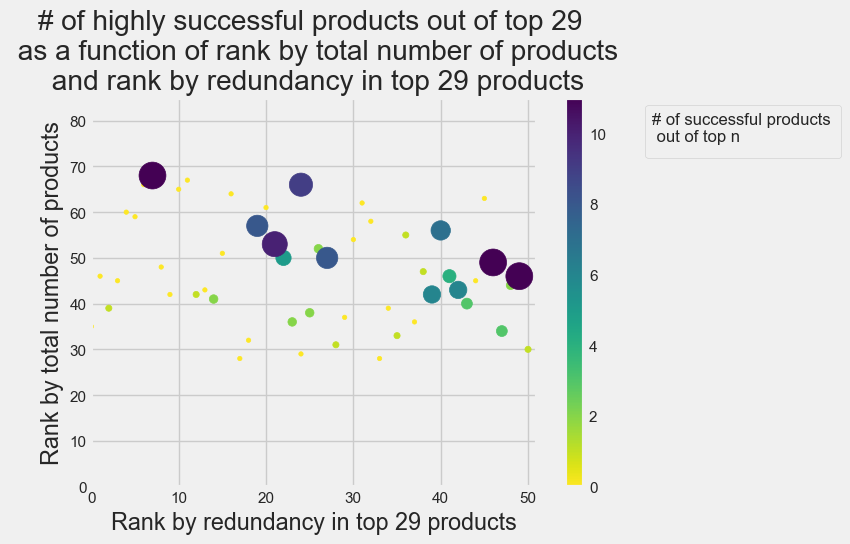 # of highly successful products out of top 29
as a function of rank by total number of products
and rank by redundancy in top 29 products
Rank by total number of products
80
70
60
50
40
30
20
10
0
0 10 20 30 40 50
Rank by redundancy in top 29 products
10
8
6
4
2
0
# of successful products
out of top n